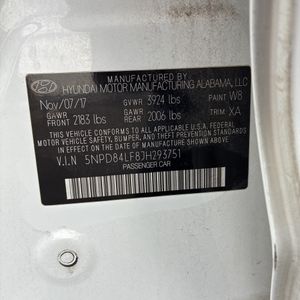 MANUFACTURED BY
HYUNDAI MOTOR MANUFACTURING ALABAMA, LLC
Nov/07/17 GVWR 3924 lbs PAINT W8
GAWR FRONT 2183 lbs GAWR REAR 2006 lbs TRIM XA
THIS VEHICLE CONFORMS TO ALL APPLICABLE FEDERAL
MOTOR VEHICLE SAFETY, BUMPER, AND THEFT PREVENTION
STANDARDS IN EFFECT ON THE DATE OF MANUFACTURE SHOWN ABOVE.
V.I.N 5NPD84LF8JH293751
PASSENGER CAR